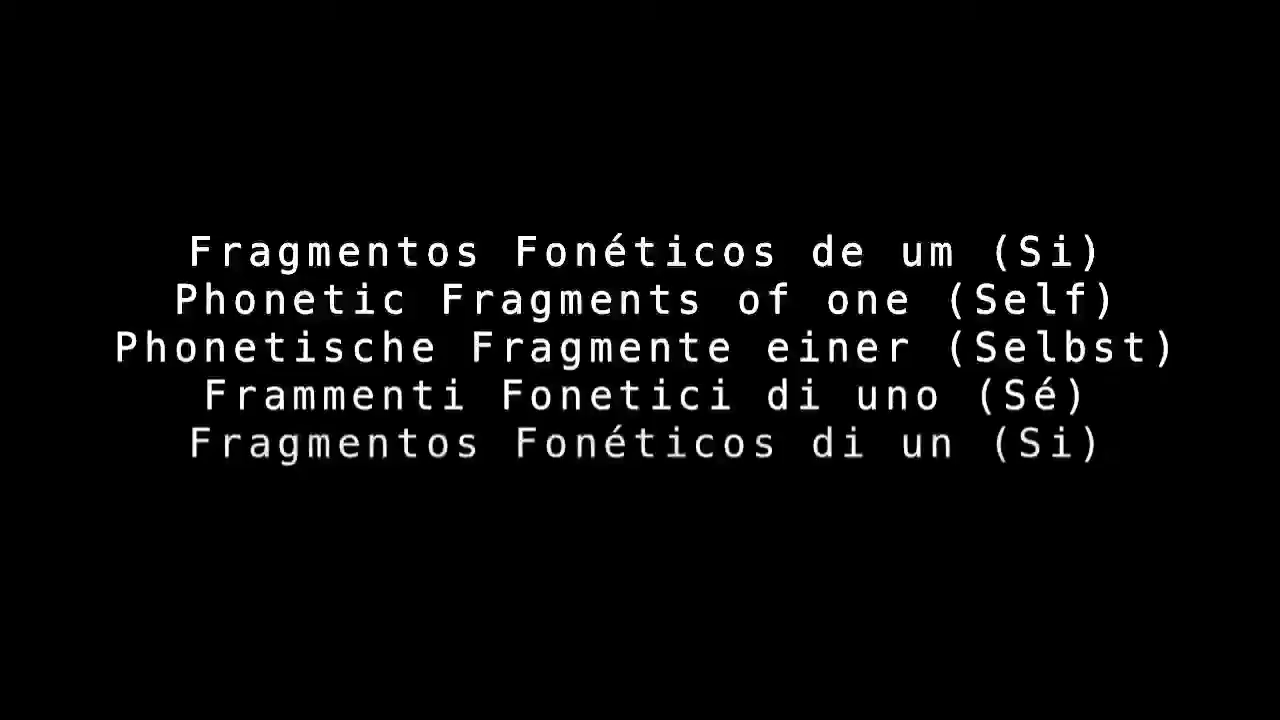 Fragmentos Fonéticos de um (Si)
Phonetic Fragments of one (Self)
Phonetische Fragmente einer (Selbst)
Frammenti Fonetici di uno (Sé)
Fragmentos Fonéticos di un (Si)